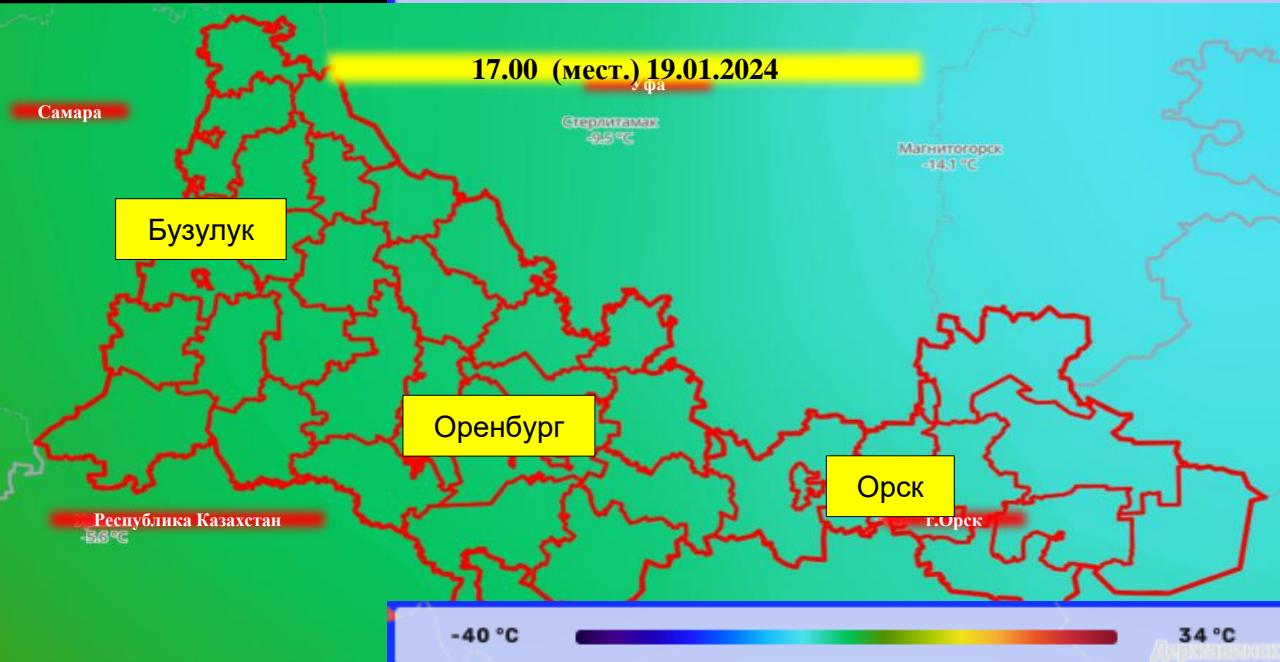 17.00 (мест.) 19.01.2024
Уфа
Самара
Стерлитамак
-9.5 °C
Магнитогорск
-14.1 °C
Бузулук
Оренбург
Орск
г.Орск
Республика Казахстан
-5.6 °C
-40 °C
34 °C
Державинск